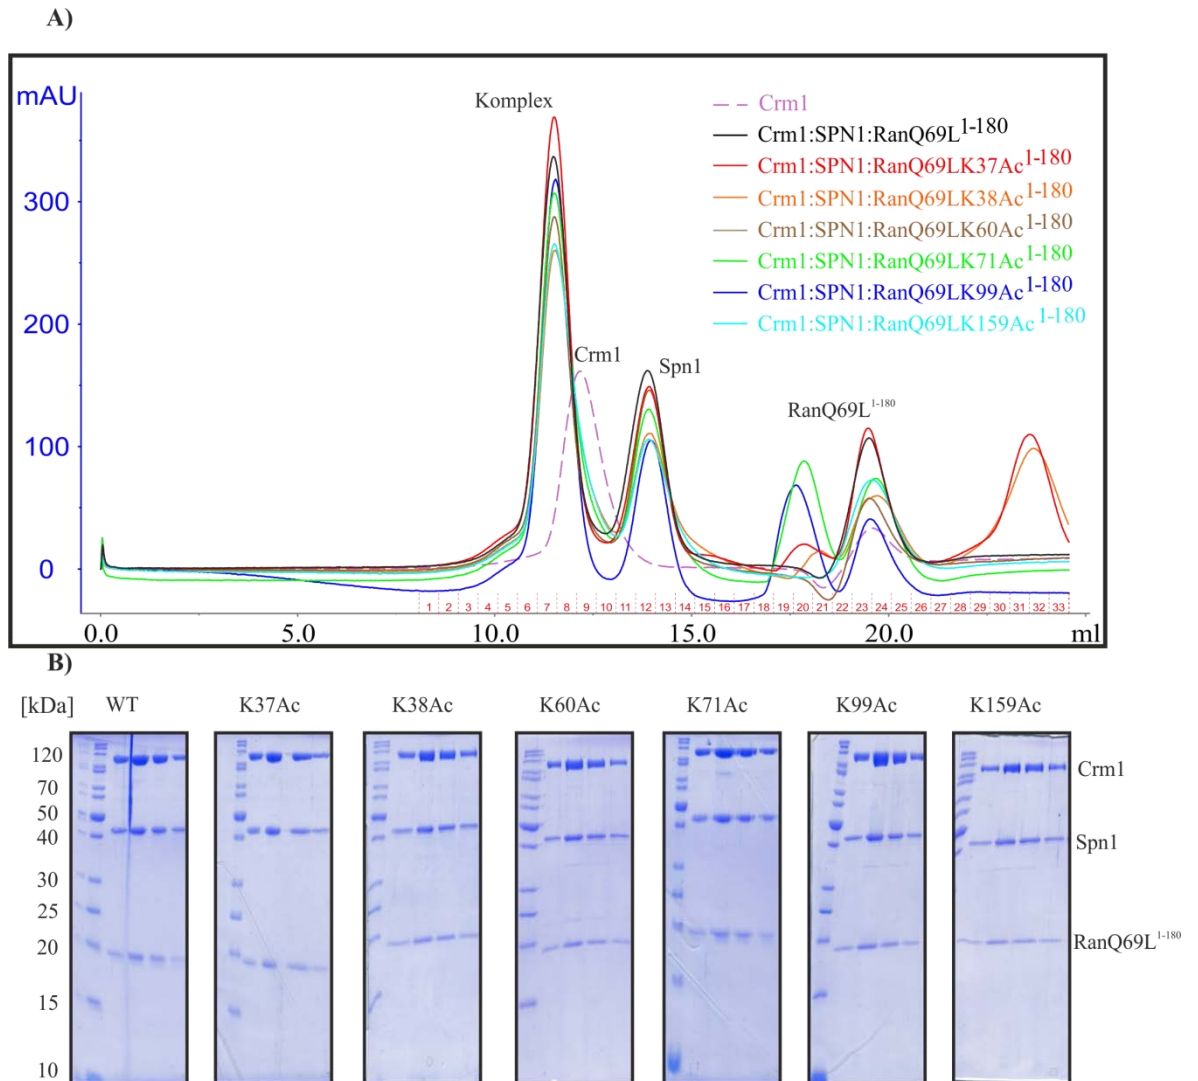 A)
mAU
300
200
100
0
Komplex
Crm1
Spn1
RanQ69L1-180
Crm1
Crm1:SPN1:RanQ69L1-180
Crm1:SPN1:RanQ69LK37Ac1-180
Crm1:SPN1:RanQ69LK38Ac1-180
Crm1:SPN1:RanQ69LK60Ac1-180
Crm1:SPN1:RanQ69LK71Ac1-180
Crm1:SPN1:RanQ69LK99Ac1-180
Crm1:SPN1:RanQ69LK159Ac1-180
1 2 3 4 5 6 7 8 9 10 11 12 13 14 15 16 17 18 19 20 21 22 23 24 25 26 27 28 29 30 31 32 33
0.0 5.0 10.0 15.0 20.0 ml
B)
[kDa] WT K37Ac K38Ac K60Ac K71Ac K99Ac K159Ac
120
70
50
40
30
25
20
15
10
Crm1
Spn1
RanQ69L1-180